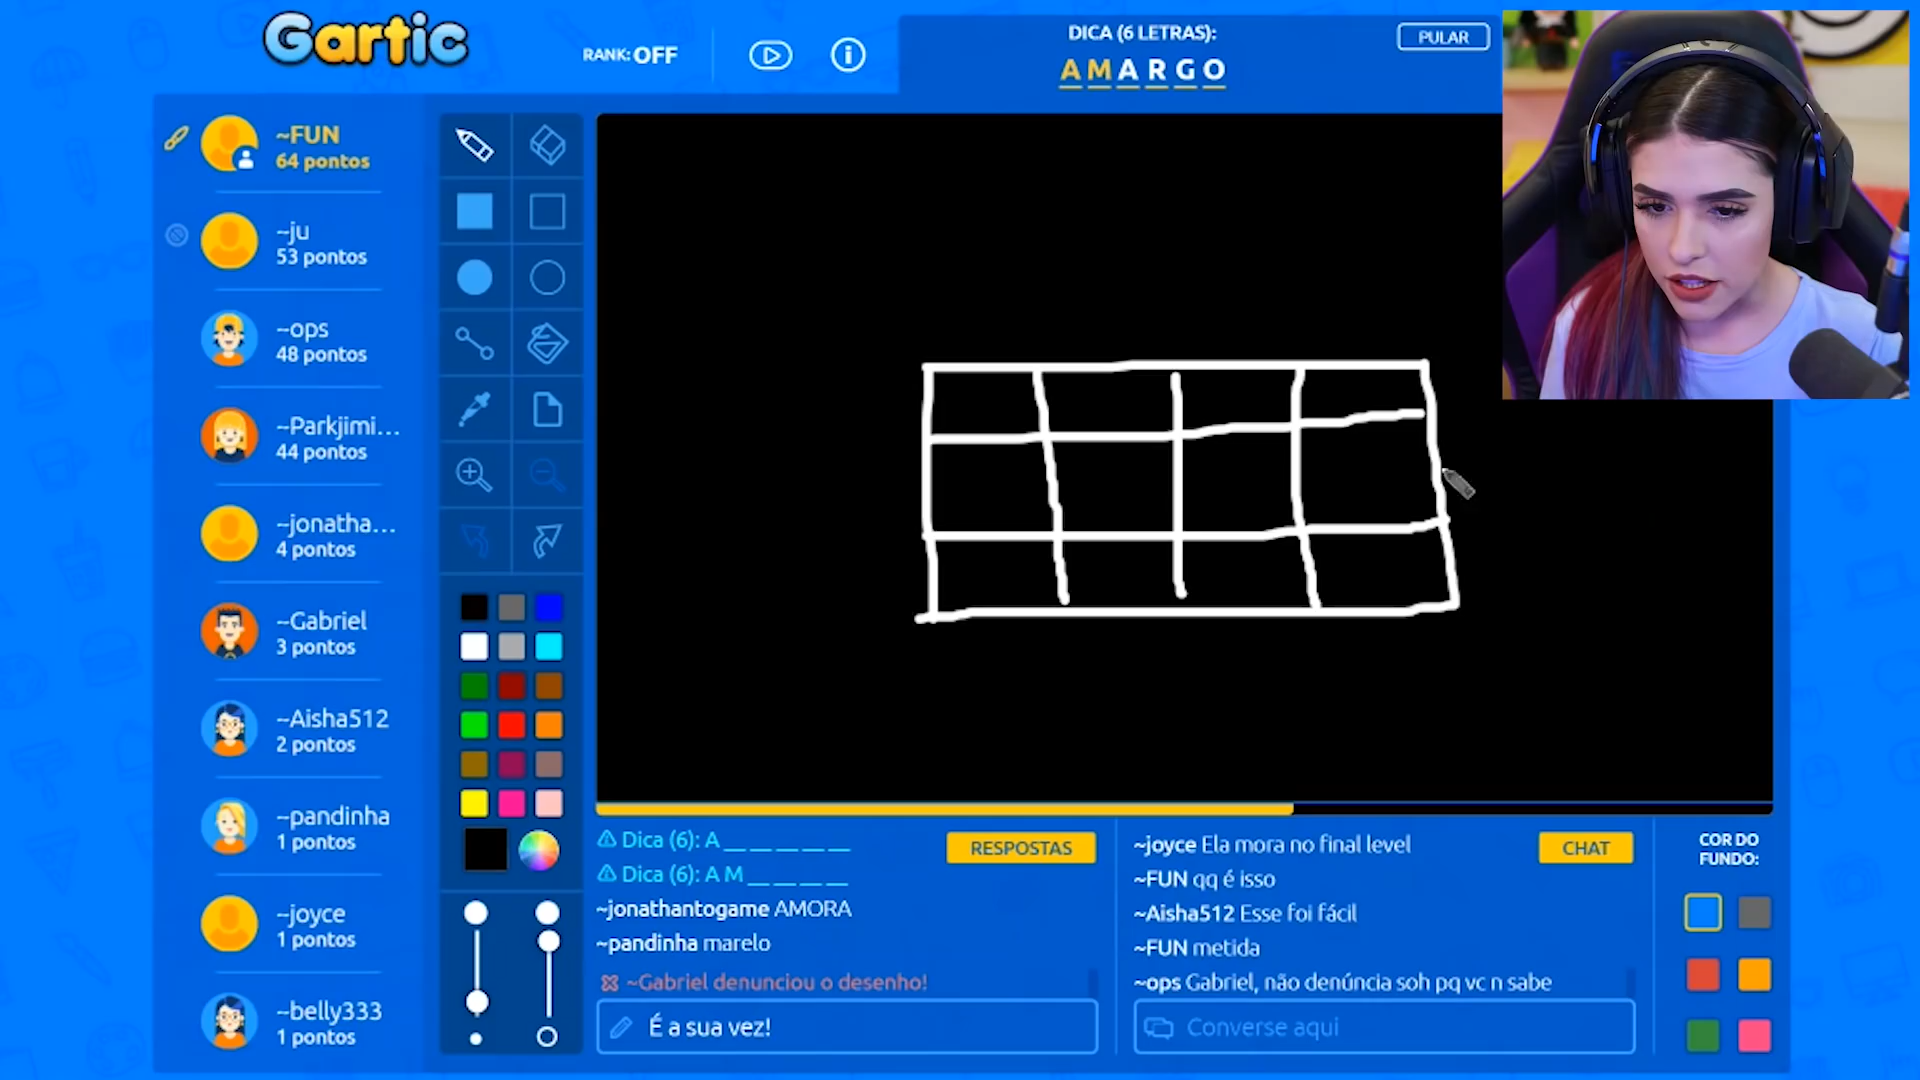 Gartic
RANK: OFF
DICA (6 LETRAS):
AMARGO
PULAR
~FUN
64 pontos
~ju
53 pontos
~ops
48 pontos
~Parkjimi...
44 pontos
~jonatha...
4 pontos
~Gabriel
3 pontos
~Aisha512
2 pontos
~pandinha
1 pontos
~joyce
1 pontos
~belly333
1 pontos
Dica (6): A _ _ _ _ _
Dica (6): A M _ _ _ _
~jonathantogame AMORA
~pandinha marelo
~Gabriel denunciou o desenho!
RESPOSTAS
É a sua vez!
~joyce Ela mora no final level
~FUN qq é isso
~Aisha512 Esse foi fácil
~FUN metida
~ops Gabriel, não denúncia soh pq vc n sabe
CHAT
Converse aqui
COR DO
FUNDO: